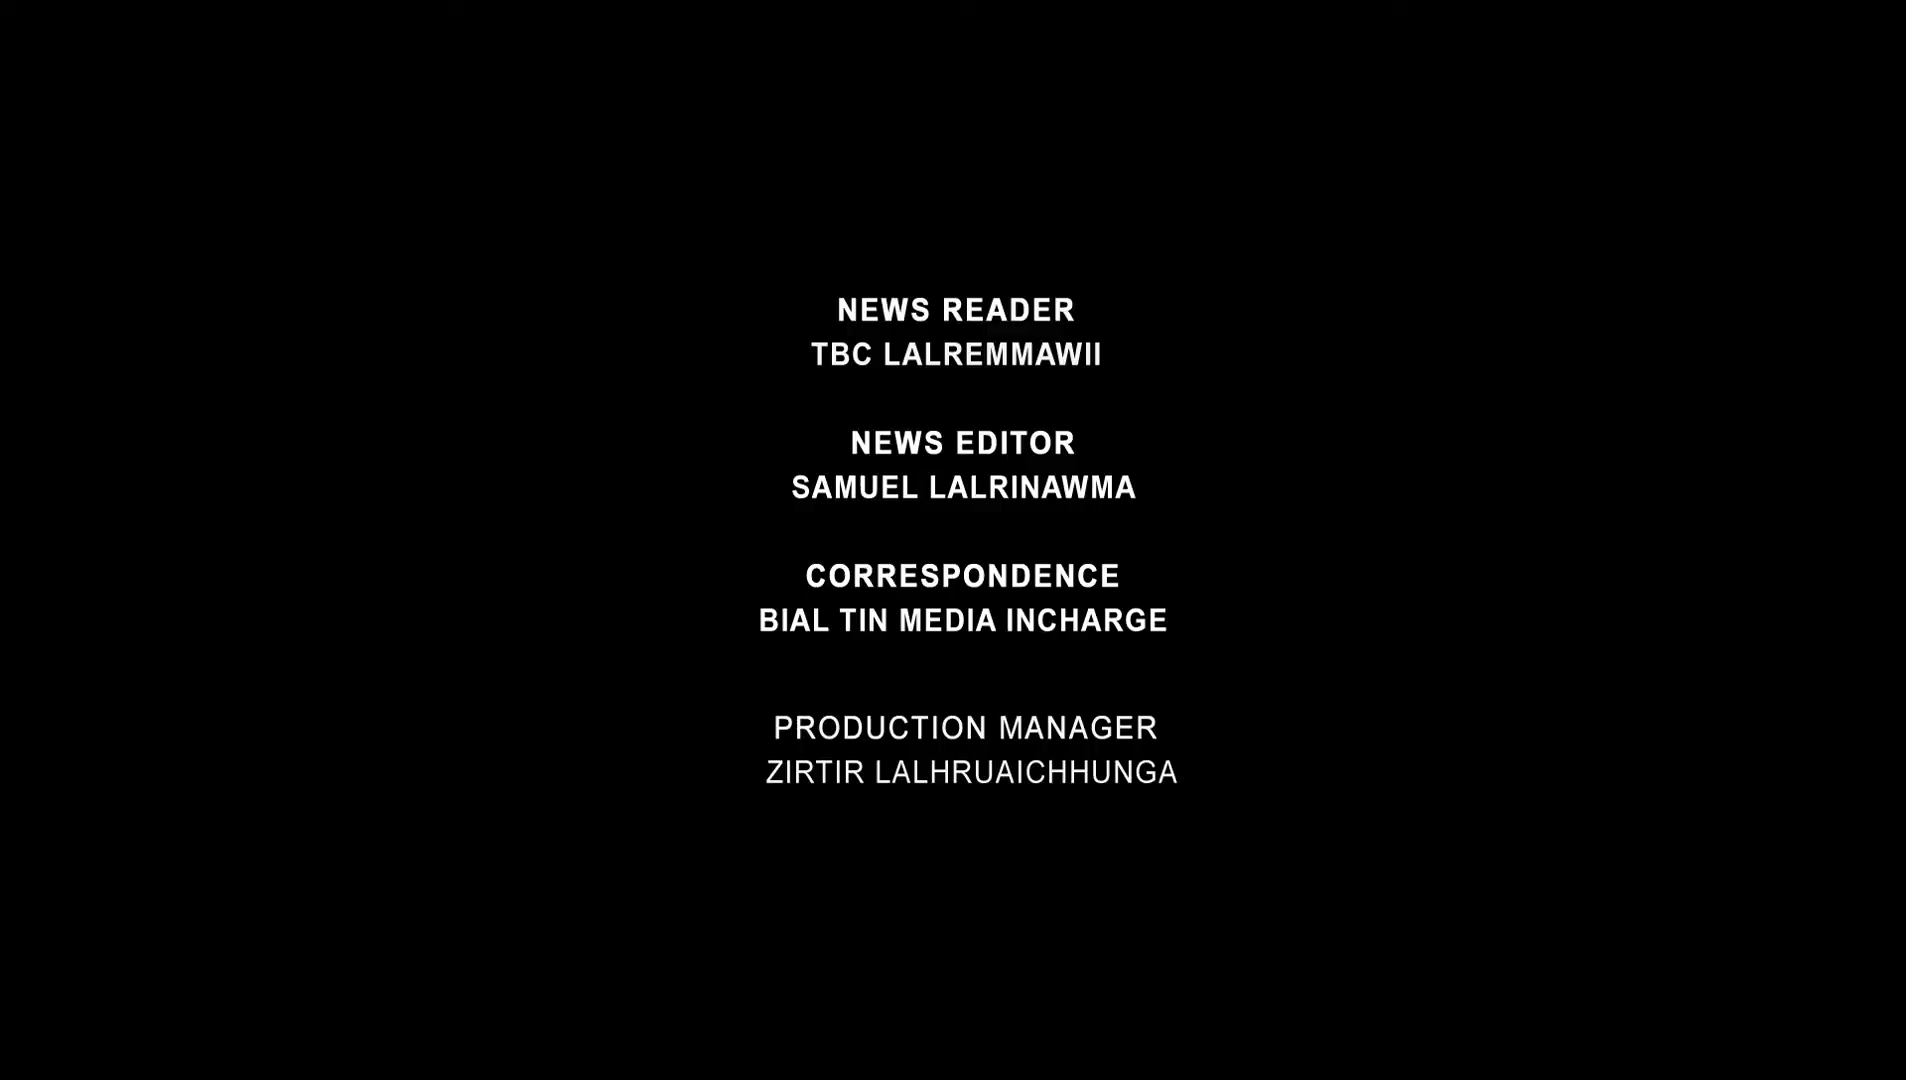 NEWS READER
TBC LALREMMAWII
NEWS EDITOR
SAMUEL LALRINAWMA
CORRESPONDENCE
BIAL TIN MEDIA INCHARGE
PRODUCTION MANAGER
ZIRTIR LALHRUAICHHUNGA